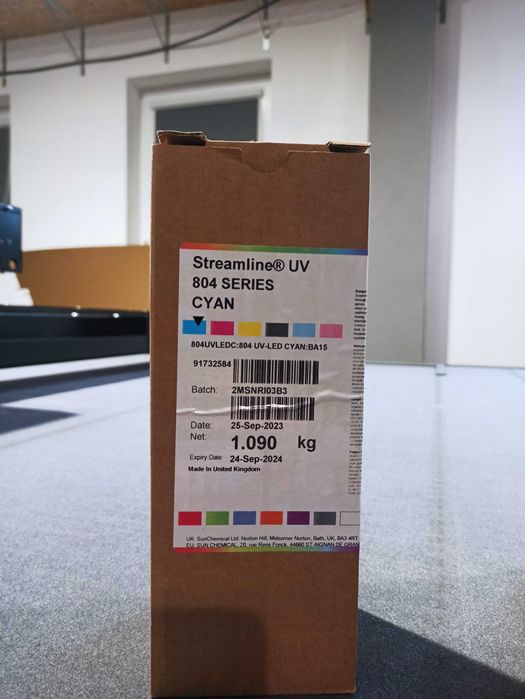 Streamline® UV
804 SERIES
CYAN
804UVLEDC:804 UV-LED CYAN:BA15
91732584
Batch: 2MSNRI03B3
Date: 25-Sep-2023
Net: 1.090 kg
Expiry Date: 24-Sep-2024
Made In United Kingdom
UK: SunChemical Ltd. Norton Hill, Midsomer Norton, Bath, UK, BA3 4RT
EU: SUN CHEMICAL, 20, rue René Fonck, 44860 ST AIGNAN DE GRAN